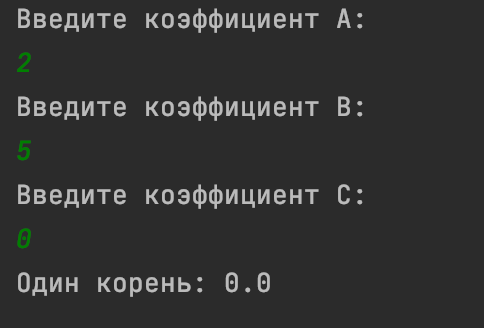 Введите коэффициент A:
2
Введите коэффициент B:
5
Введите коэффициент C:
0
Один корень: 0.0